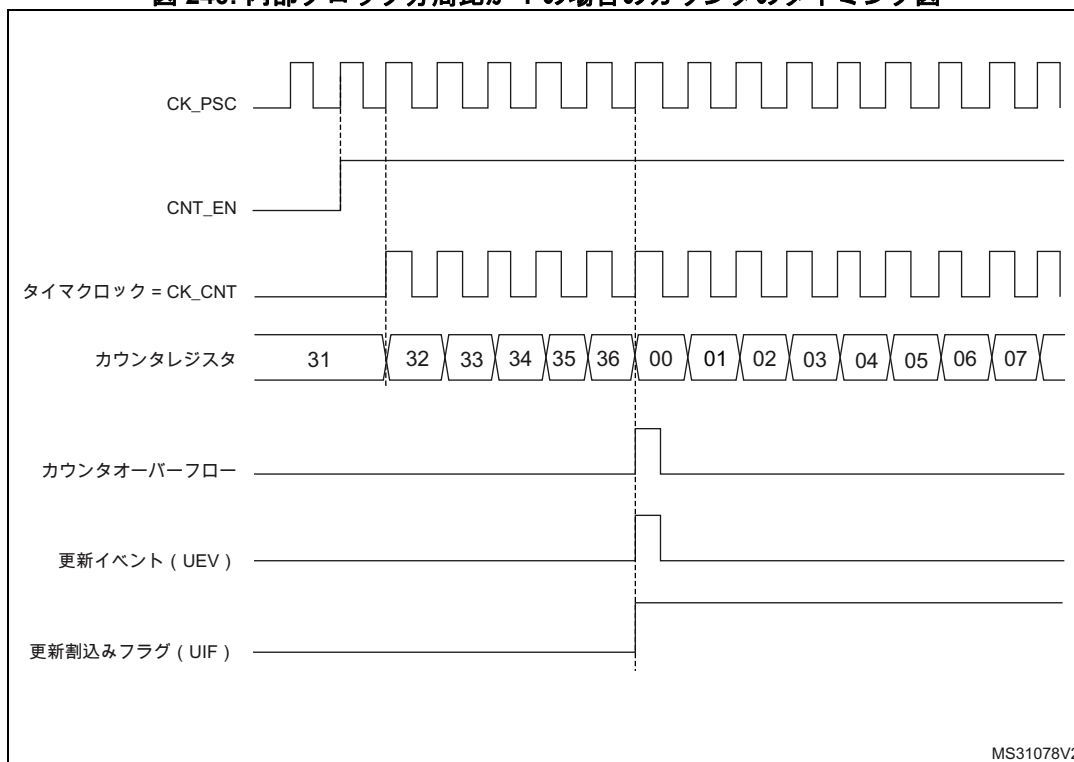 CK_PSC
CNT_EN
タイマクロック = CK_CNT
カウンタレジスタ 31 32 33 34 35 36 00 01 02 03 04 05 06 07
カウンタオーバーフロー
更新イベント ( UEV )
更新割込みフラグ ( UIF )
MS31078V2